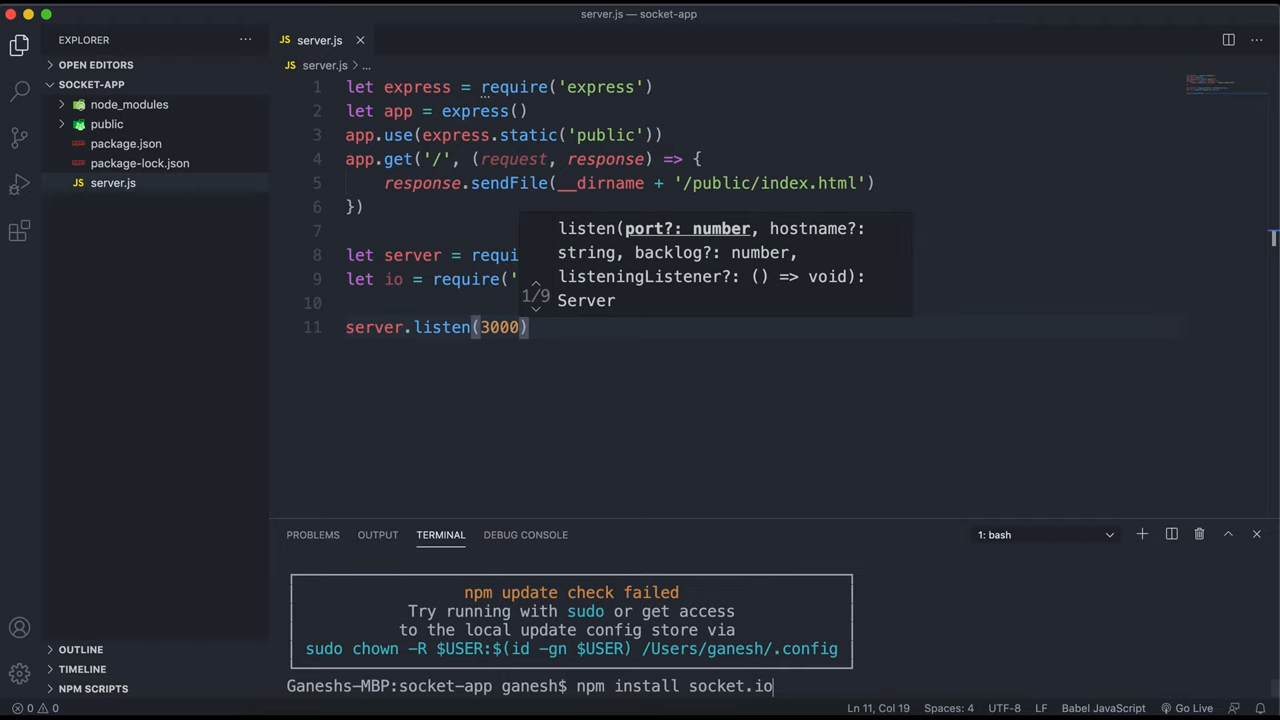 server.js — socket-app
EXPLORER
OPEN EDITORS
SOCKET-APP
node_modules
public
package.json
package-lock.json
server.js
OUTLINE
TIMELINE
NPM SCRIPTS
server.js
server.js > ...
1 let express = require('express')
2 let app = express()
3 app.use(express.static('public'))
4 app.get('/', (request, response) => {
5 response.sendFile(__dirname + '/public/index.html')
6 })
7
8 let server = requi
9 let io = require('
10
11 server.listen(3000)
listen(port?: number, hostname?:
string, backlog?: number,
listeningListener?: () => void):
1/9 Server
PROBLEMS OUTPUT TERMINAL DEBUG CONSOLE 1: bash
npm update check failed
Try running with sudo or get access
to the local update config store via
sudo chown -R $USER:$(id -gn $USER) /Users/ganesh/.config
Ganeshs-MBP:socket-app ganesh$ npm install socket.io
0 0 Ln 11, Col 19 Spaces: 4 UTF-8 LF Babel JavaScript Go Live